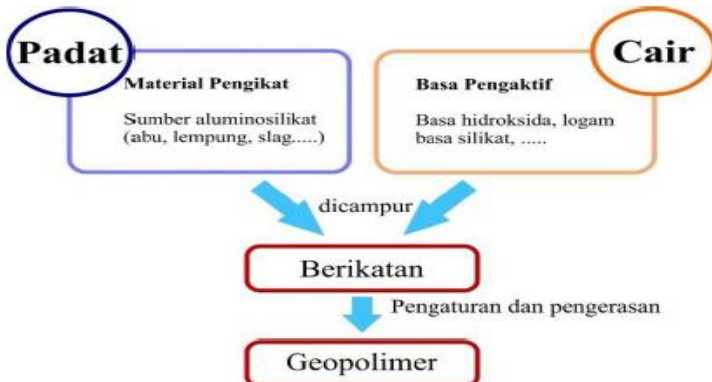 Padat
Material Pengikat
Sumber aluminosilikat
(abu, lempung, slag.....)
Cair
Basa Pengaktif
Basa hidroksida, logam
basa silikat, .....
dicampur
Berikatan
Pengaturan dan pengerasan
Geopolimer